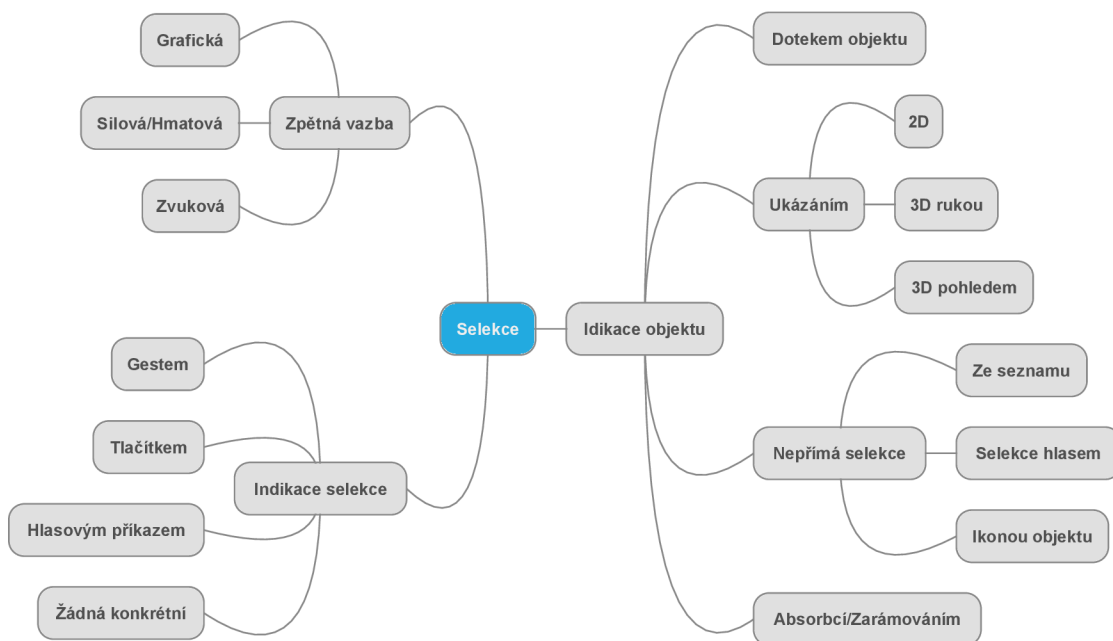 Selekce
Zpětná vazba
Grafická
Silová/Hmatová
Zvuková
Indikace selekce
Gestem
Tlačítkem
Hlasovým příkazem
Žádná konkrétní
Idikace objektu
Dotekem objektu
Ukázáním
2D
3D rukou
3D pohledem
Nepřímá selekce
Ze seznamu
Selekce hlasem
Ikonou objektu
Absorbcí/Zarámováním